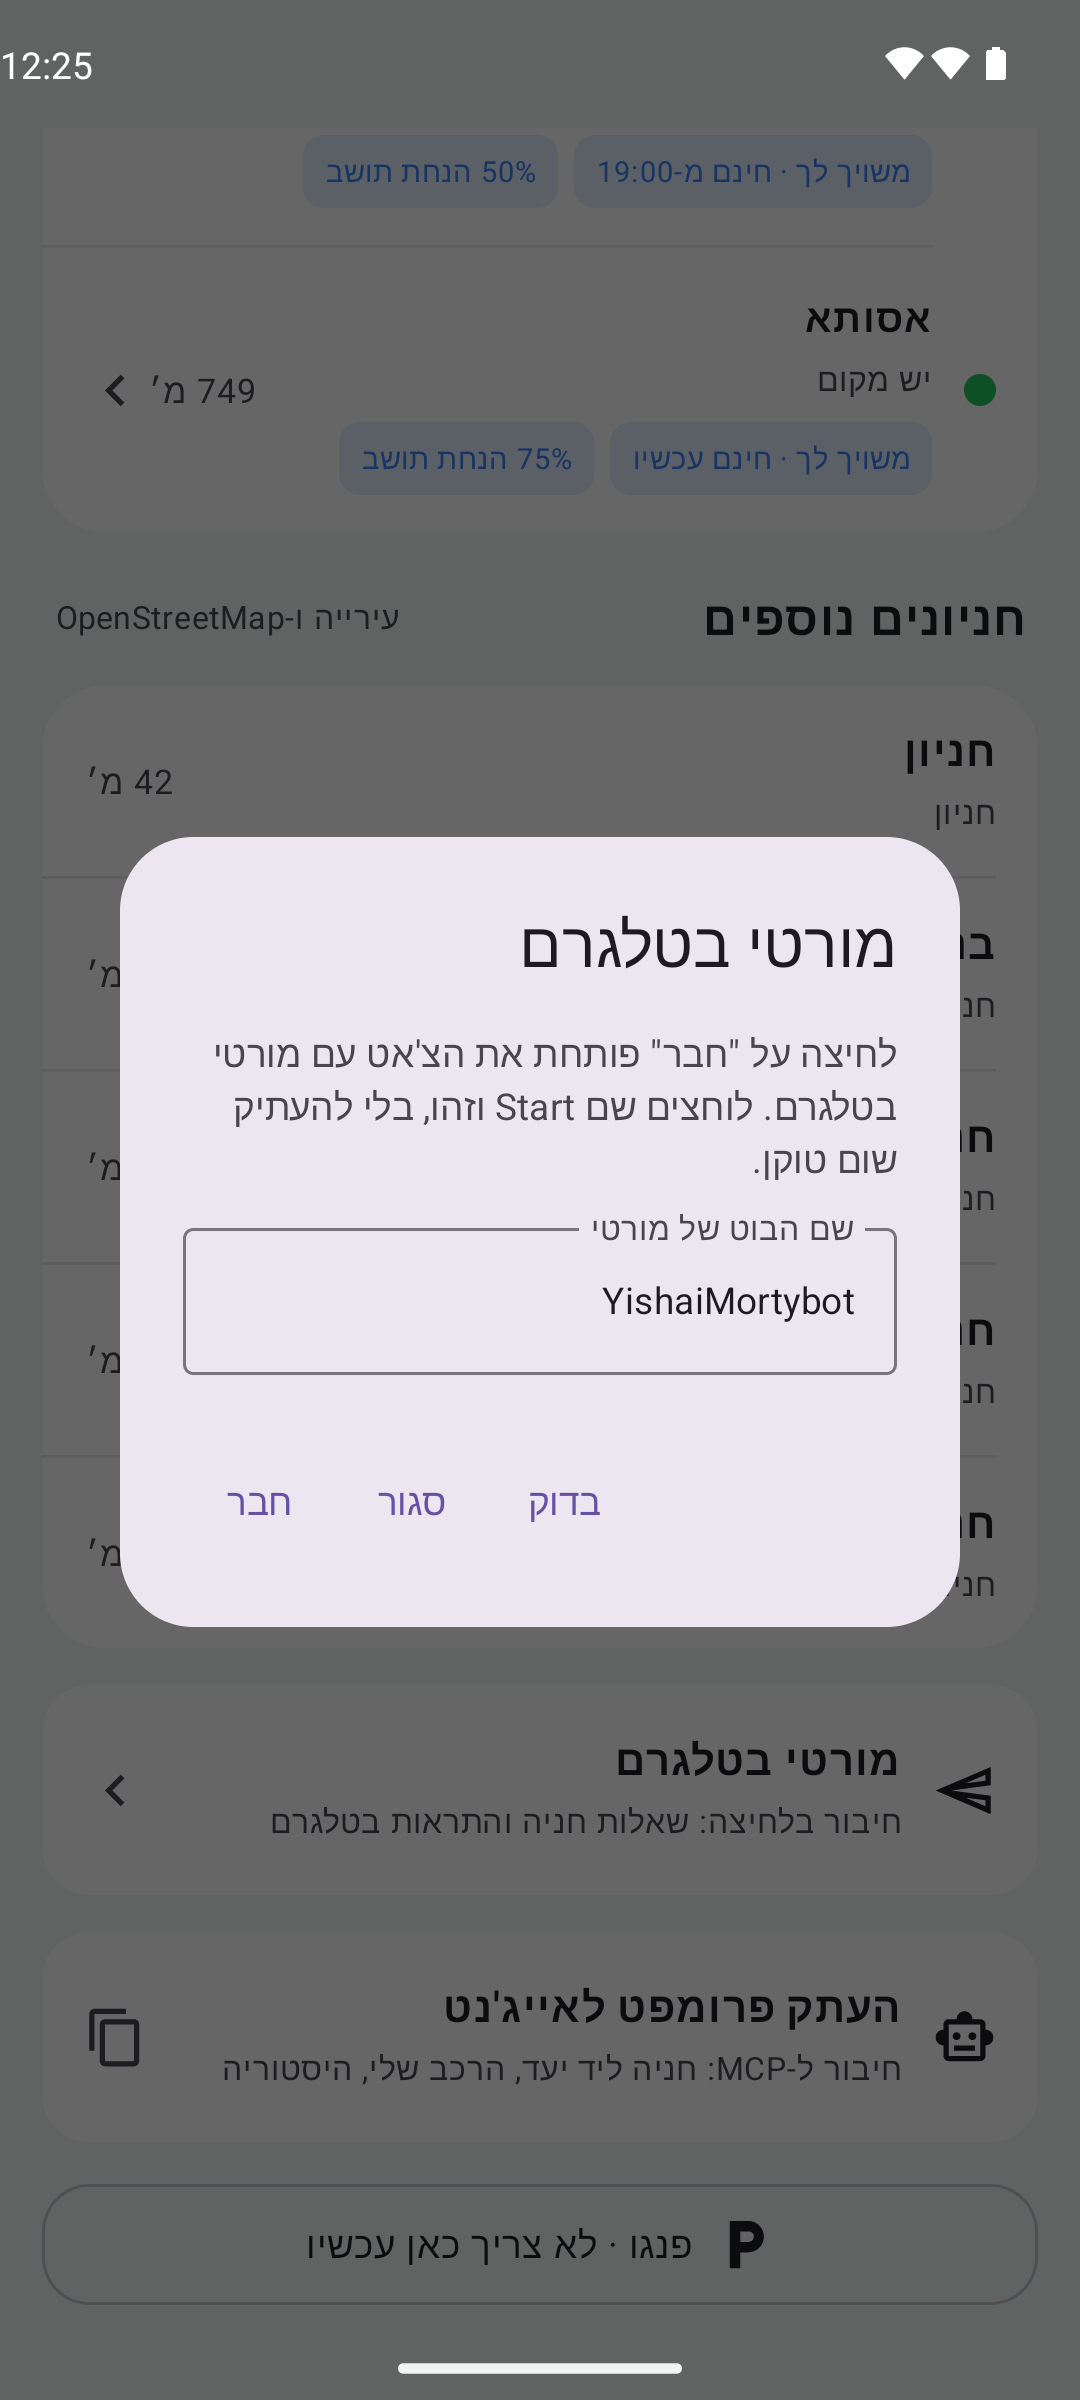 12:25
משויך לך · חינם מ-19:00
50% הנחת תושב
אסותא
יש מקום
749 מ׳
משויך לך · חינם עכשיו
75% הנחת תושב
חניונים נוספים
עירייה ו-OpenStreetMap
חניון
חניון
42 מ׳
מ׳
מ׳
מ׳
מ׳
מורטי בטלגרם
לחיצה על "חבר" פותחת את הצ'אט עם מורטי
בטלגרם. לוחצים שם Start וזהו, בלי להעתיק
שום טוקן.
שם הבוט של מורטי
YishaiMortybot
בדוק
סגור
חבר
מורטי בטלגרם
חיבור בלחיצה: שאלות חניה והתראות בטלגרם
העתק פרומפט לאייג'נט
חיבור ל-MCP: חניה ליד יעד, הרכב שלי, היסטוריה
פנגו · לא צריך כאן עכשיו